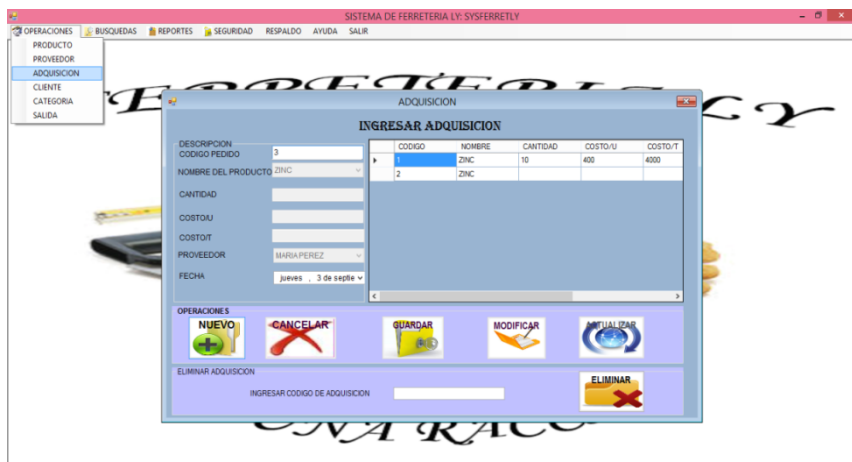 SISTEMA DE FERRETERIA LY: SYSFERRETLY
OPERACIONES BUSQUEDAS REPORTES SEGURIDAD RESPALDO AYUDA SALIR
PRODUCTO
PROVEEDOR
ADQUISICION
CLIENTE
CATEGORIA
SALIDA
ADQUISICION
INGRESAR ADQUISICION
DESCRIPCION
CODIGO PEDIDO 3
NOMBRE DEL PRODUCTO ZINC
CANTIDAD
COSTO/U
COSTO/T
PROVEEDOR MARIA PEREZ
FECHA jueves , 3 de septie
CODIGO NOMBRE CANTIDAD COSTO/U COSTO/T
1 ZINC 10 400 4000
2 ZINC
OPERACIONES
NUEVO CANCELAR GUARDAR MODIFICAR ACTUALIZAR
ELIMINAR ADQUISICION
INGRESAR CODIGO DE ADQUISICION
ELIMINAR